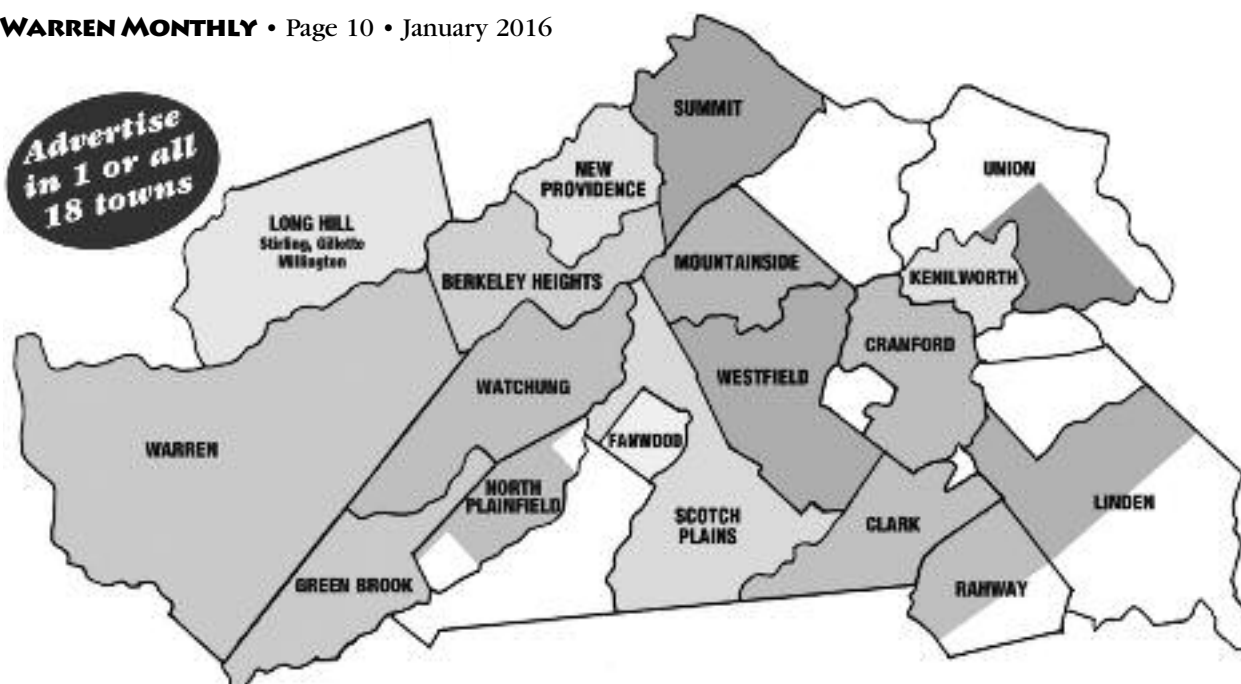 WARREN MONTHLY • Page 10 • January 2016
Advertise
in 1 or all
18 towns
SUMMIT
NEW
PROVIDENCE
UNION
LONG HILL
Stirling, Gillette
Millington
BERKELEY HEIGHTS
MOUNTAINSIDE
KENILWORTH
CRANFORD
WATCHUNG
WESTFIELD
WARREN
FANWOOD
NORTH
PLAINFIELD
SCOTCH
PLAINS
CLARK
LINDEN
GREEN BROOK
RAHWAY